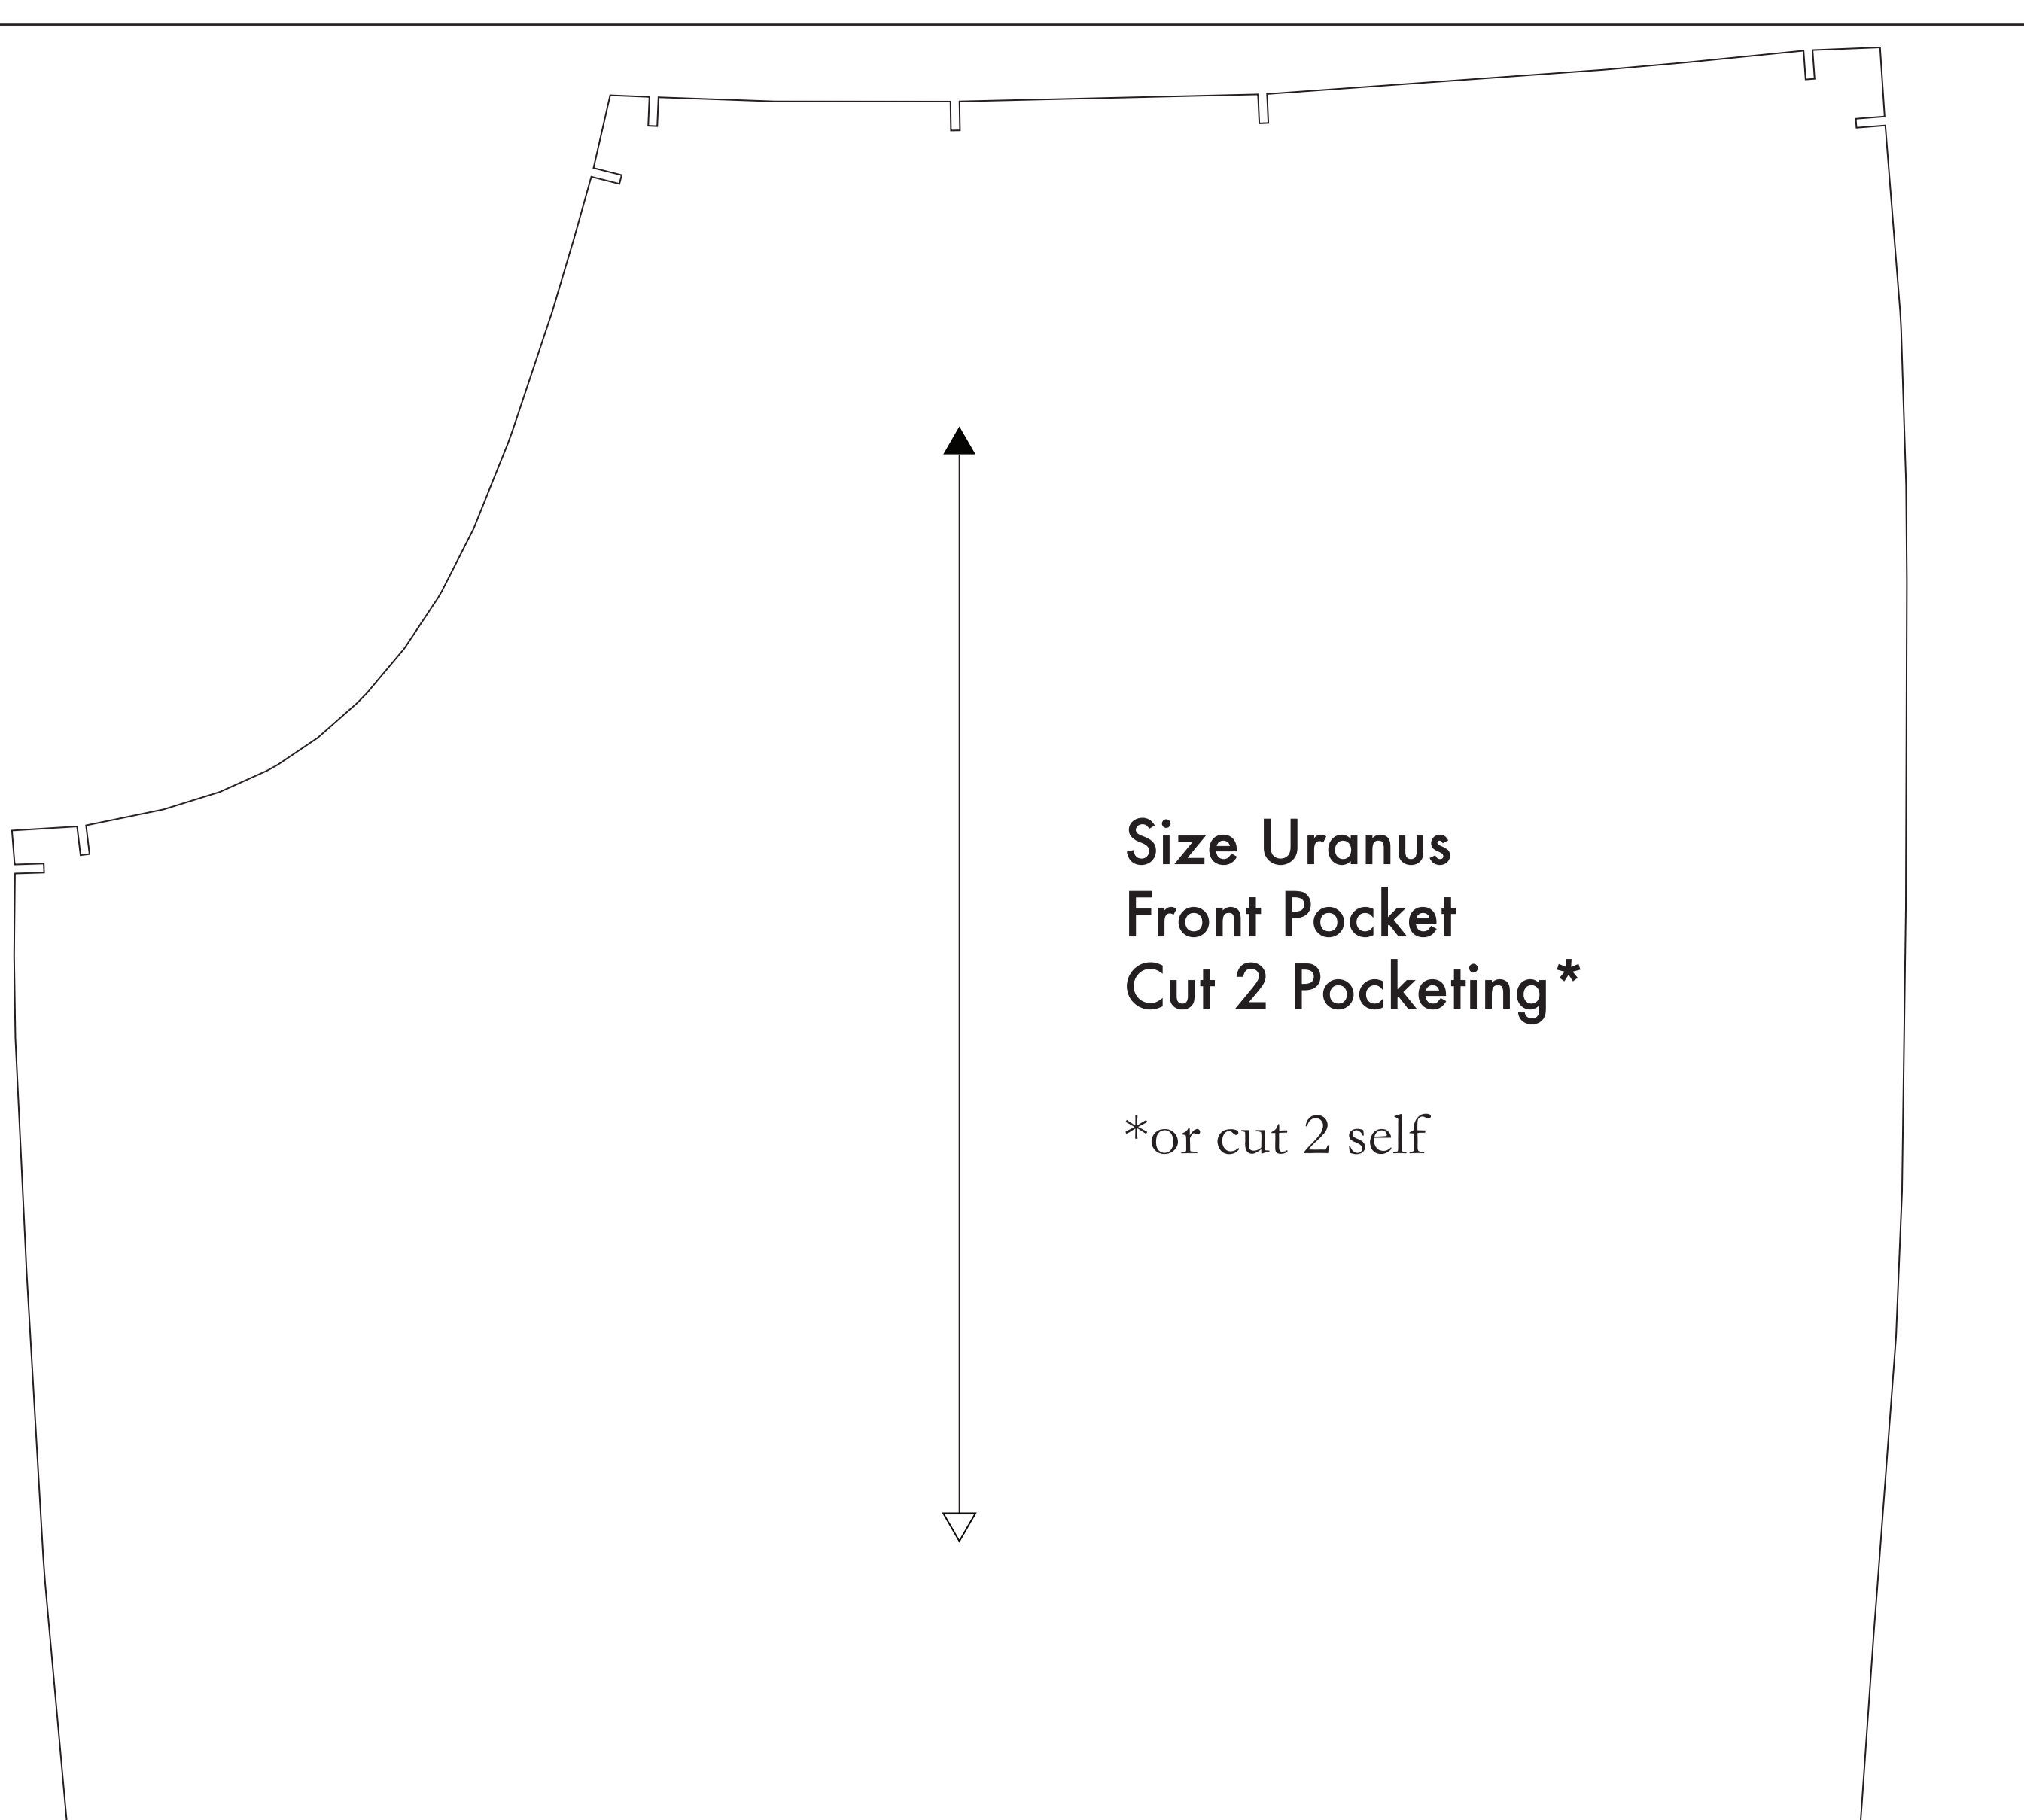 Size Uranus
Front Pocket
Cut 2 Pocketing*
*or cut 2 self